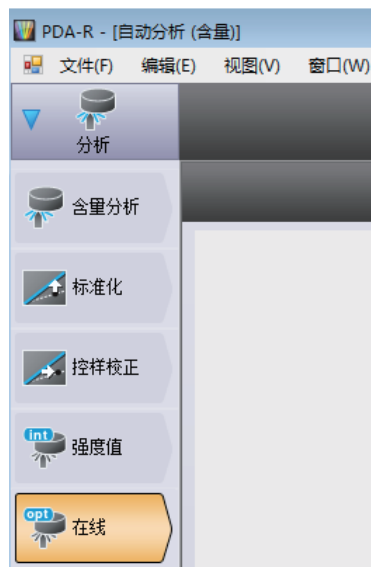 PDA-R - [自动分析 (含量)]
文件(F) 编辑(E) 视图(V) 窗口(W)
分析
含量分析
标准化
控样校正
int
强度值
opt
在线